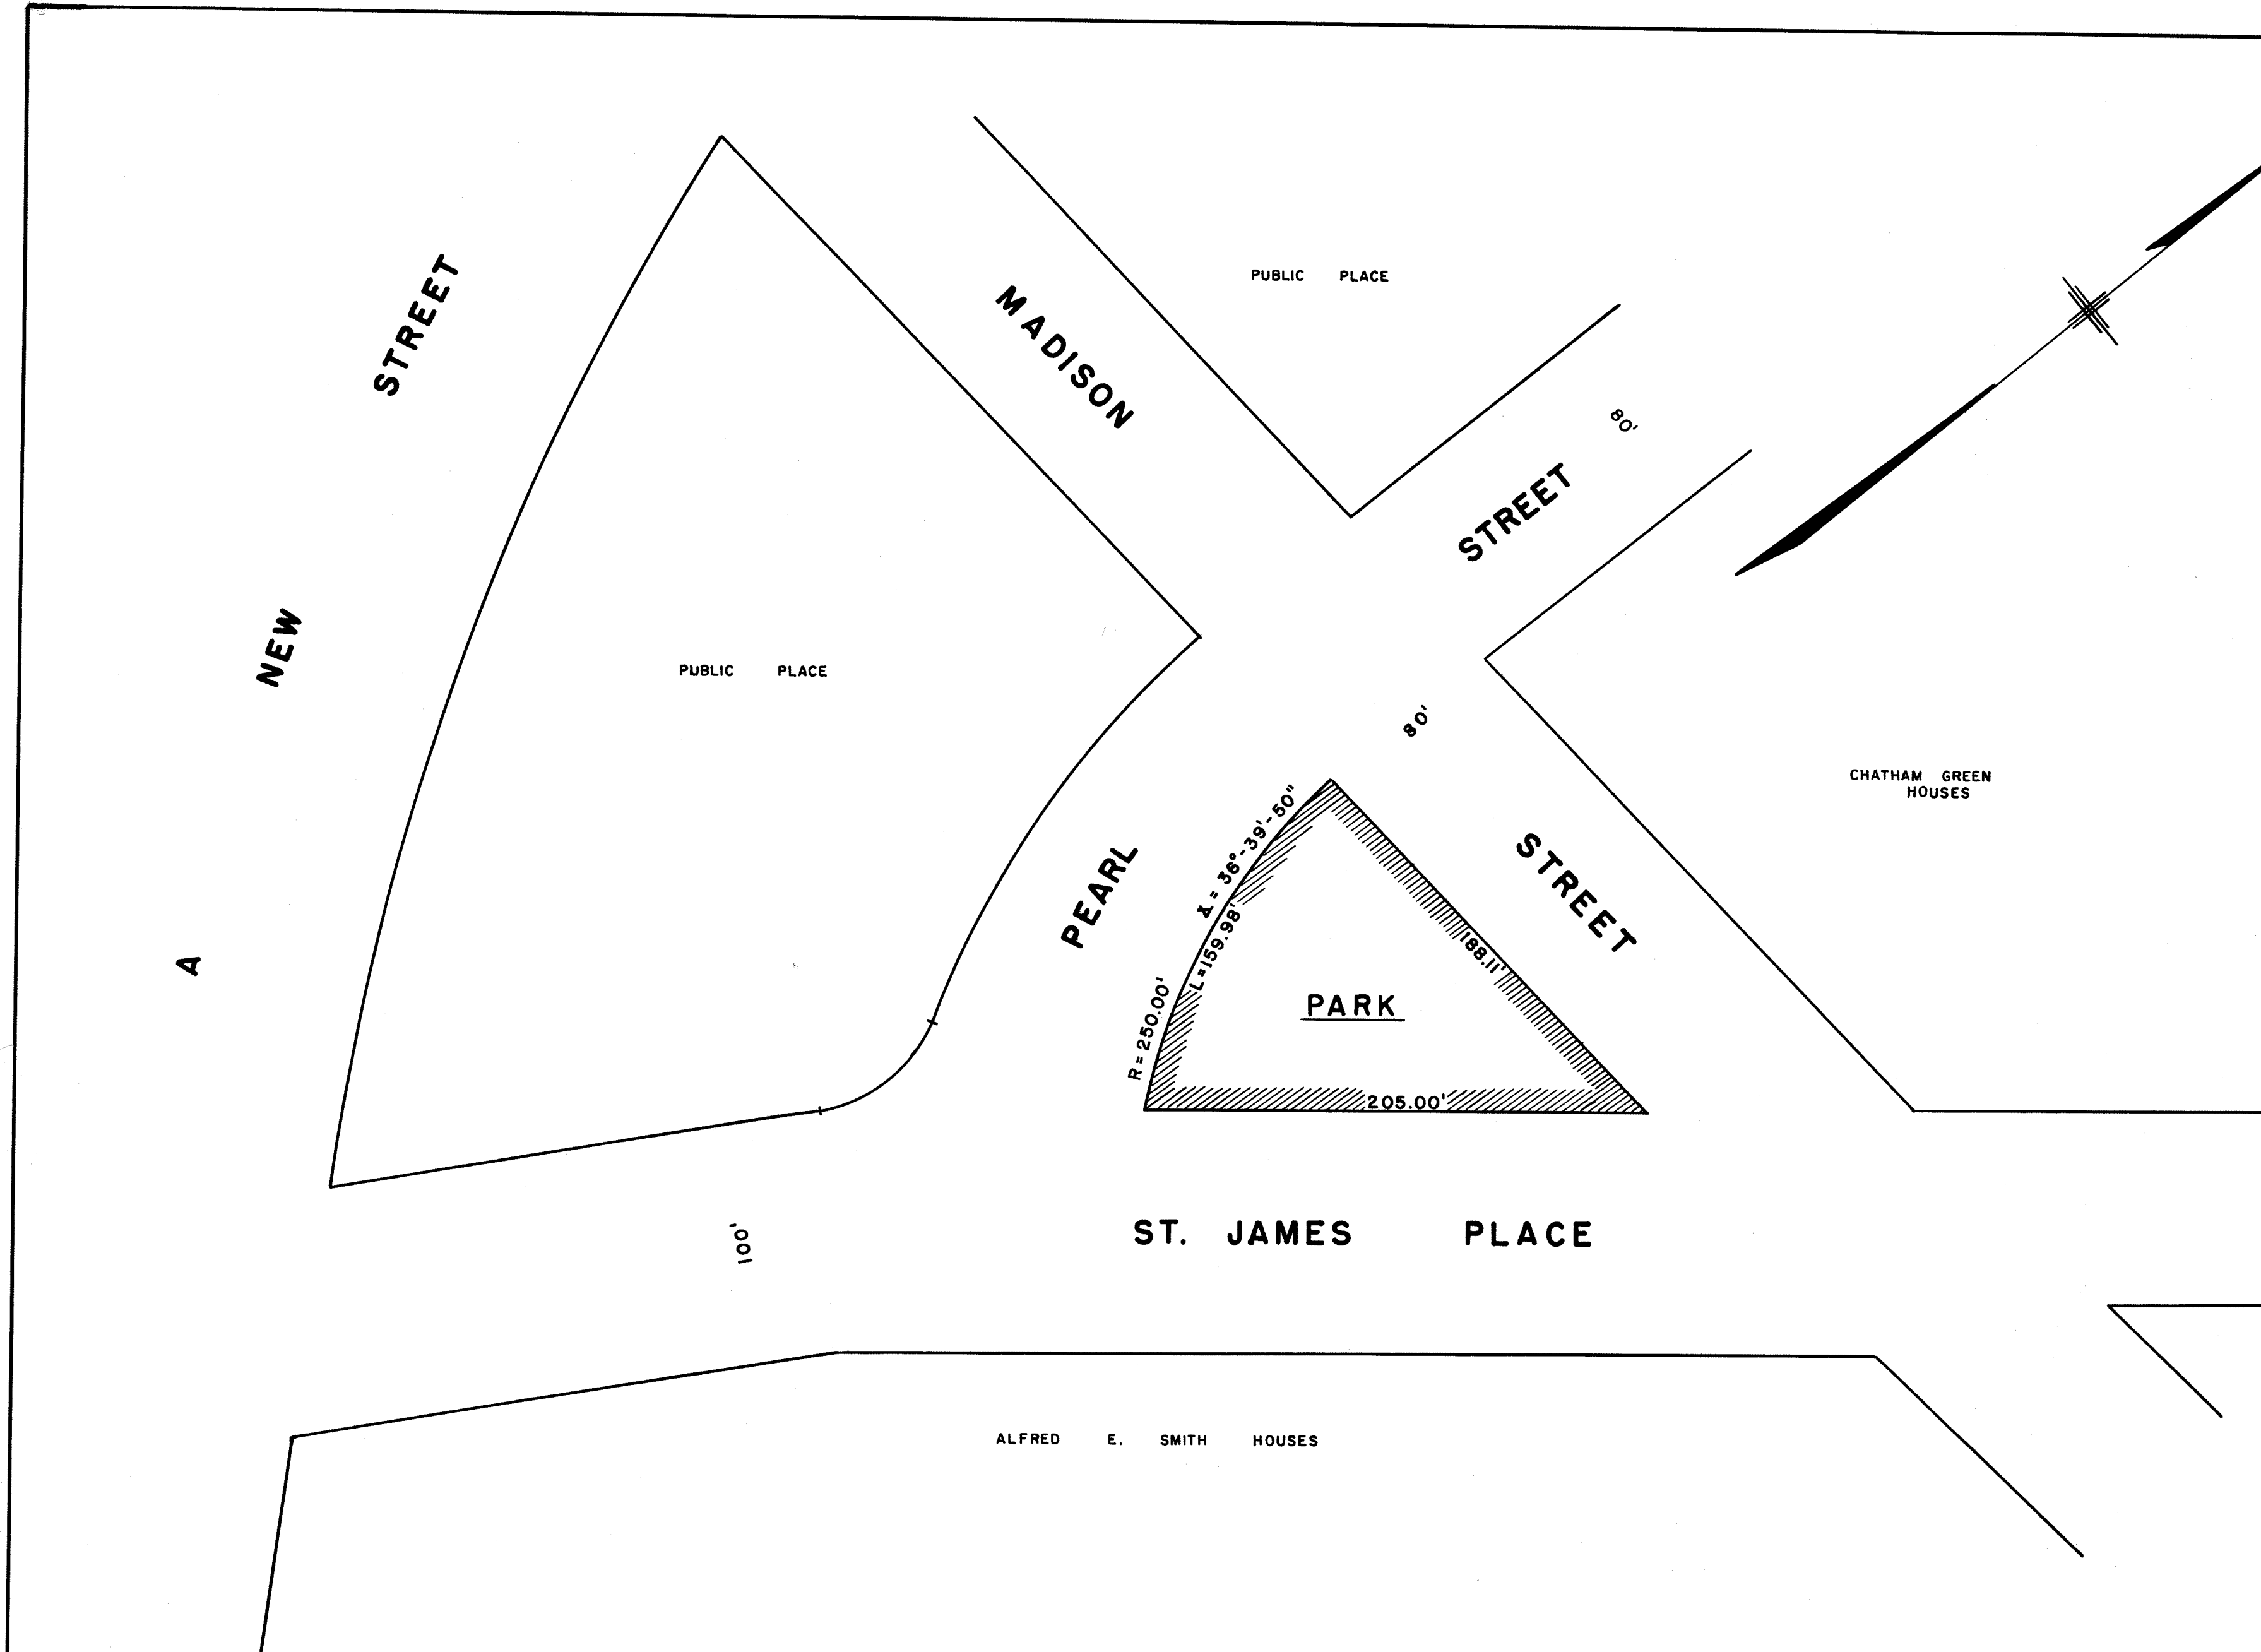 A NEW STREET
MADISON STREET
PUBLIC PLACE
80'
PEARL STREET
PUBLIC PLACE
80'
CHATHAM GREEN
HOUSES
∡ = 36°-39'-50"
L = 159.98'
R = 250.00'
188.11'
PARK
205.00'
100'
ST. JAMES PLACE
ALFRED E. SMITH HOUSES